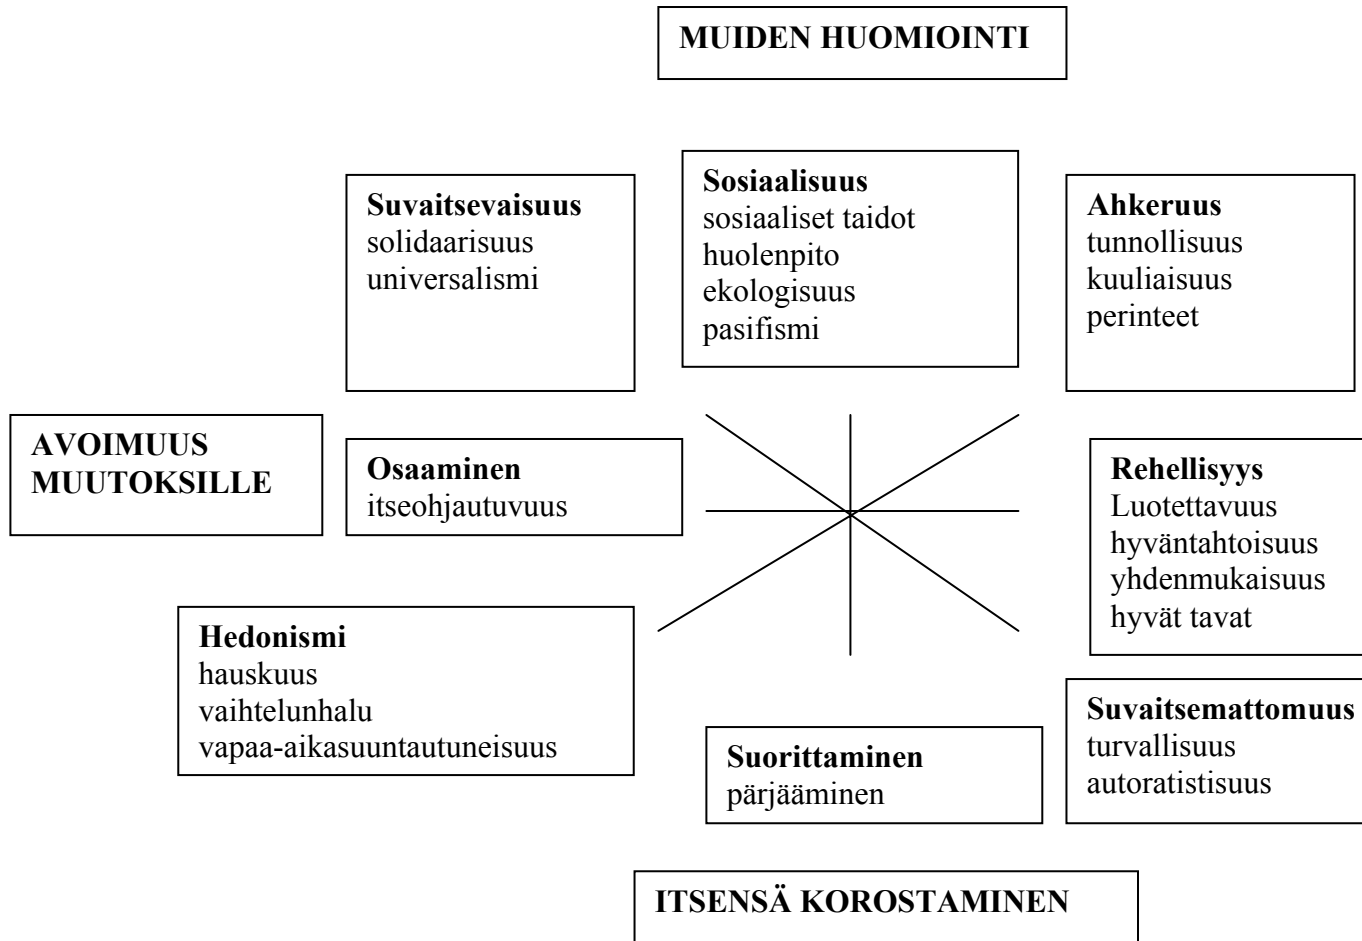 MUIDEN HUOMIOINTI
Suvaitsevaisuus
solidaarisuus
universalismi
Sosiaalisuus
sosiaaliset taidot
huolenpito
ekologisuus
pasifismi
Ahkeruus
tunnollisuus
kuuliaisuus
perinteet
AVOIMUUS
MUUTOKSILLE
Osaaminen
itseohjautuvuus
Rehellisyys
Luotettavuus
hyväntahtoisuus
yhdenmukaisuus
hyvät tavat
Hedonismi
hauskuus
vaihtelunhalu
vapaa-aikasuuntautuneisuus
Suorittaminen
pärjääminen
Suvaitsemattomuus
turvallisuus
autoratistisuus
ITSENSÄ KOROSTAMINEN